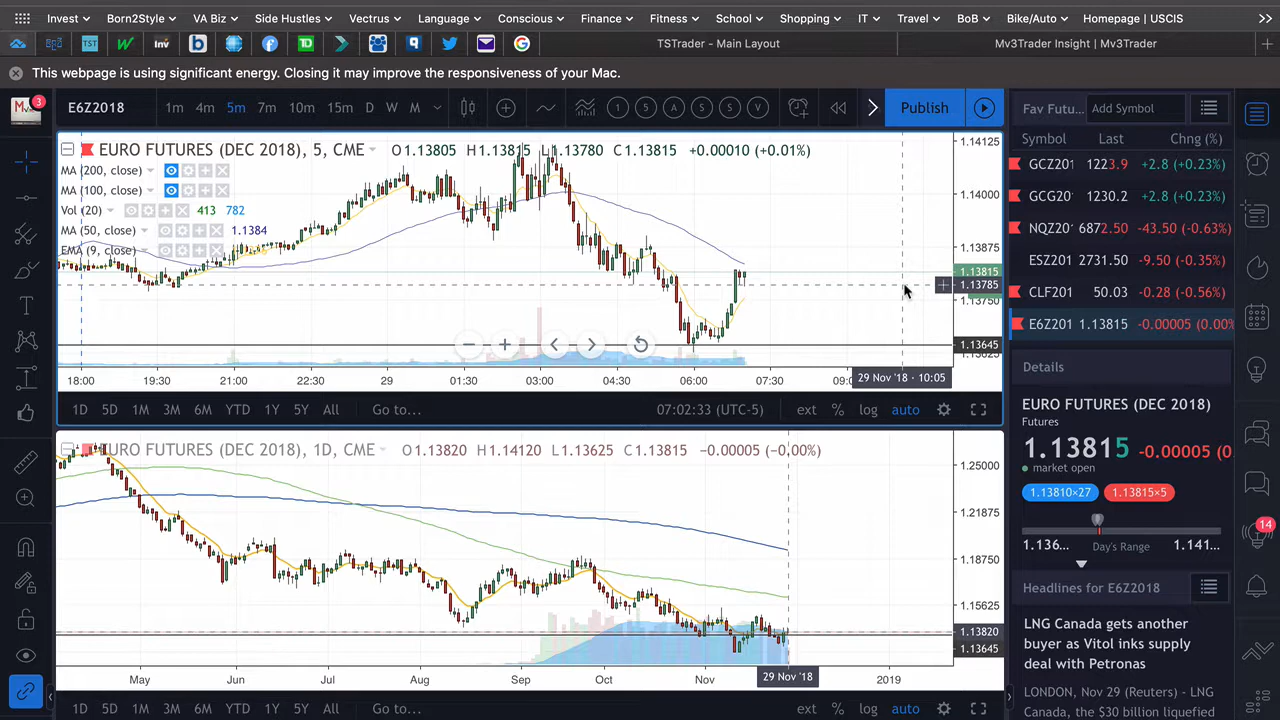 Invest Born2Style VA Biz Side Hustles Vectrus Language Conscious Finance Fitness School Shopping IT Travel BoB Bike/Auto Homepage | USCIS
TST Inv b TD TSTrader - Main Layout Mv3Trader Insight | Mv3Trader
This webpage is using significant energy. Closing it may improve the responsiveness of your Mac.
3
E6Z2018 1m 4m 5m 7m 10m 15m D W M 1 5 A S S V Publish
Fav Futu... Add Symbol
Symbol Last Chng (%)
GCZ201 1223.9 +2.8 (+0.23%)
GCG20 1230.2 +2.8 (+0.23%)
NQZ20 6872.50 -43.50 (-0.63%)
ESZ201 2731.50 -9.50 (-0.35%)
CLF201 50.03 -0.28 (-0.56%)
E6Z201 1.13815 -0.00005 (0.00%
EURO FUTURES (DEC 2018), 5, CME O1.13805 H1.13815 L1.13780 C1.13815 +0.00010 (+0.01%)
MA (200, close)
MA (100, close)
Vol (20) 413 782
MA (50, close) 1.1384
EMA (9, close)
1.14125
1.14000
1.13875
1.13815
1.13785
1.13750
1.13645
18:00 19:30 21:00 22:30 29 01:30 03:00 04:30 06:00 07:30 29 Nov '18 · 10:05
1D 5D 1M 3M 6M YTD 1Y 5Y All Go to... 07:02:33 (UTC-5) ext % log auto
Details
EURO FUTURES (DEC 2018)
Futures
1.13815 -0.00005 (0.
market open
1.13810×27 1.13815×5
1.136... Day's Range 1.141...
EURO FUTURES (DEC 2018), 1D, CME O1.13820 H1.14120 L1.13625 C1.13815 −0.00005 (−0.00%)
1.25000
1.21875
1.18750
1.15625
1.13820
1.13645
May Jun Jul Aug Sep Oct Nov 29 Nov '18 2019
1D 5D 1M 3M 6M YTD 1Y 5Y All Go to... ext % log auto
14
Headlines for E6Z2018
LNG Canada gets another
buyer as Vitol inks supply
deal with Petronas
LONDON, Nov 29 (Reuters) - LNG
Canada, the $30 billion liquefied